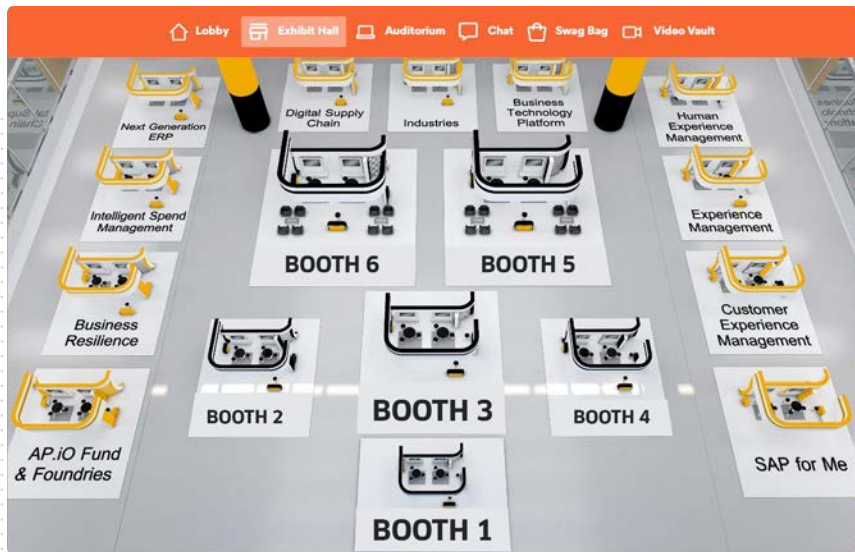 Lobby
Exhibit Hall
Auditorium
Chat
Swag Bag
Video Vault
Next Generation
ERP
Digital Supply
Chain
Industries
Business
Technology
Platform
Human
Experience
Management
Intelligent Spend
Management
BOOTH 6
BOOTH 5
Experience
Management
Business
Resilience
BOOTH 2
BOOTH 3
BOOTH 4
Customer
Experience
Management
AP.iO Fund
& Foundries
BOOTH 1
SAP for Me